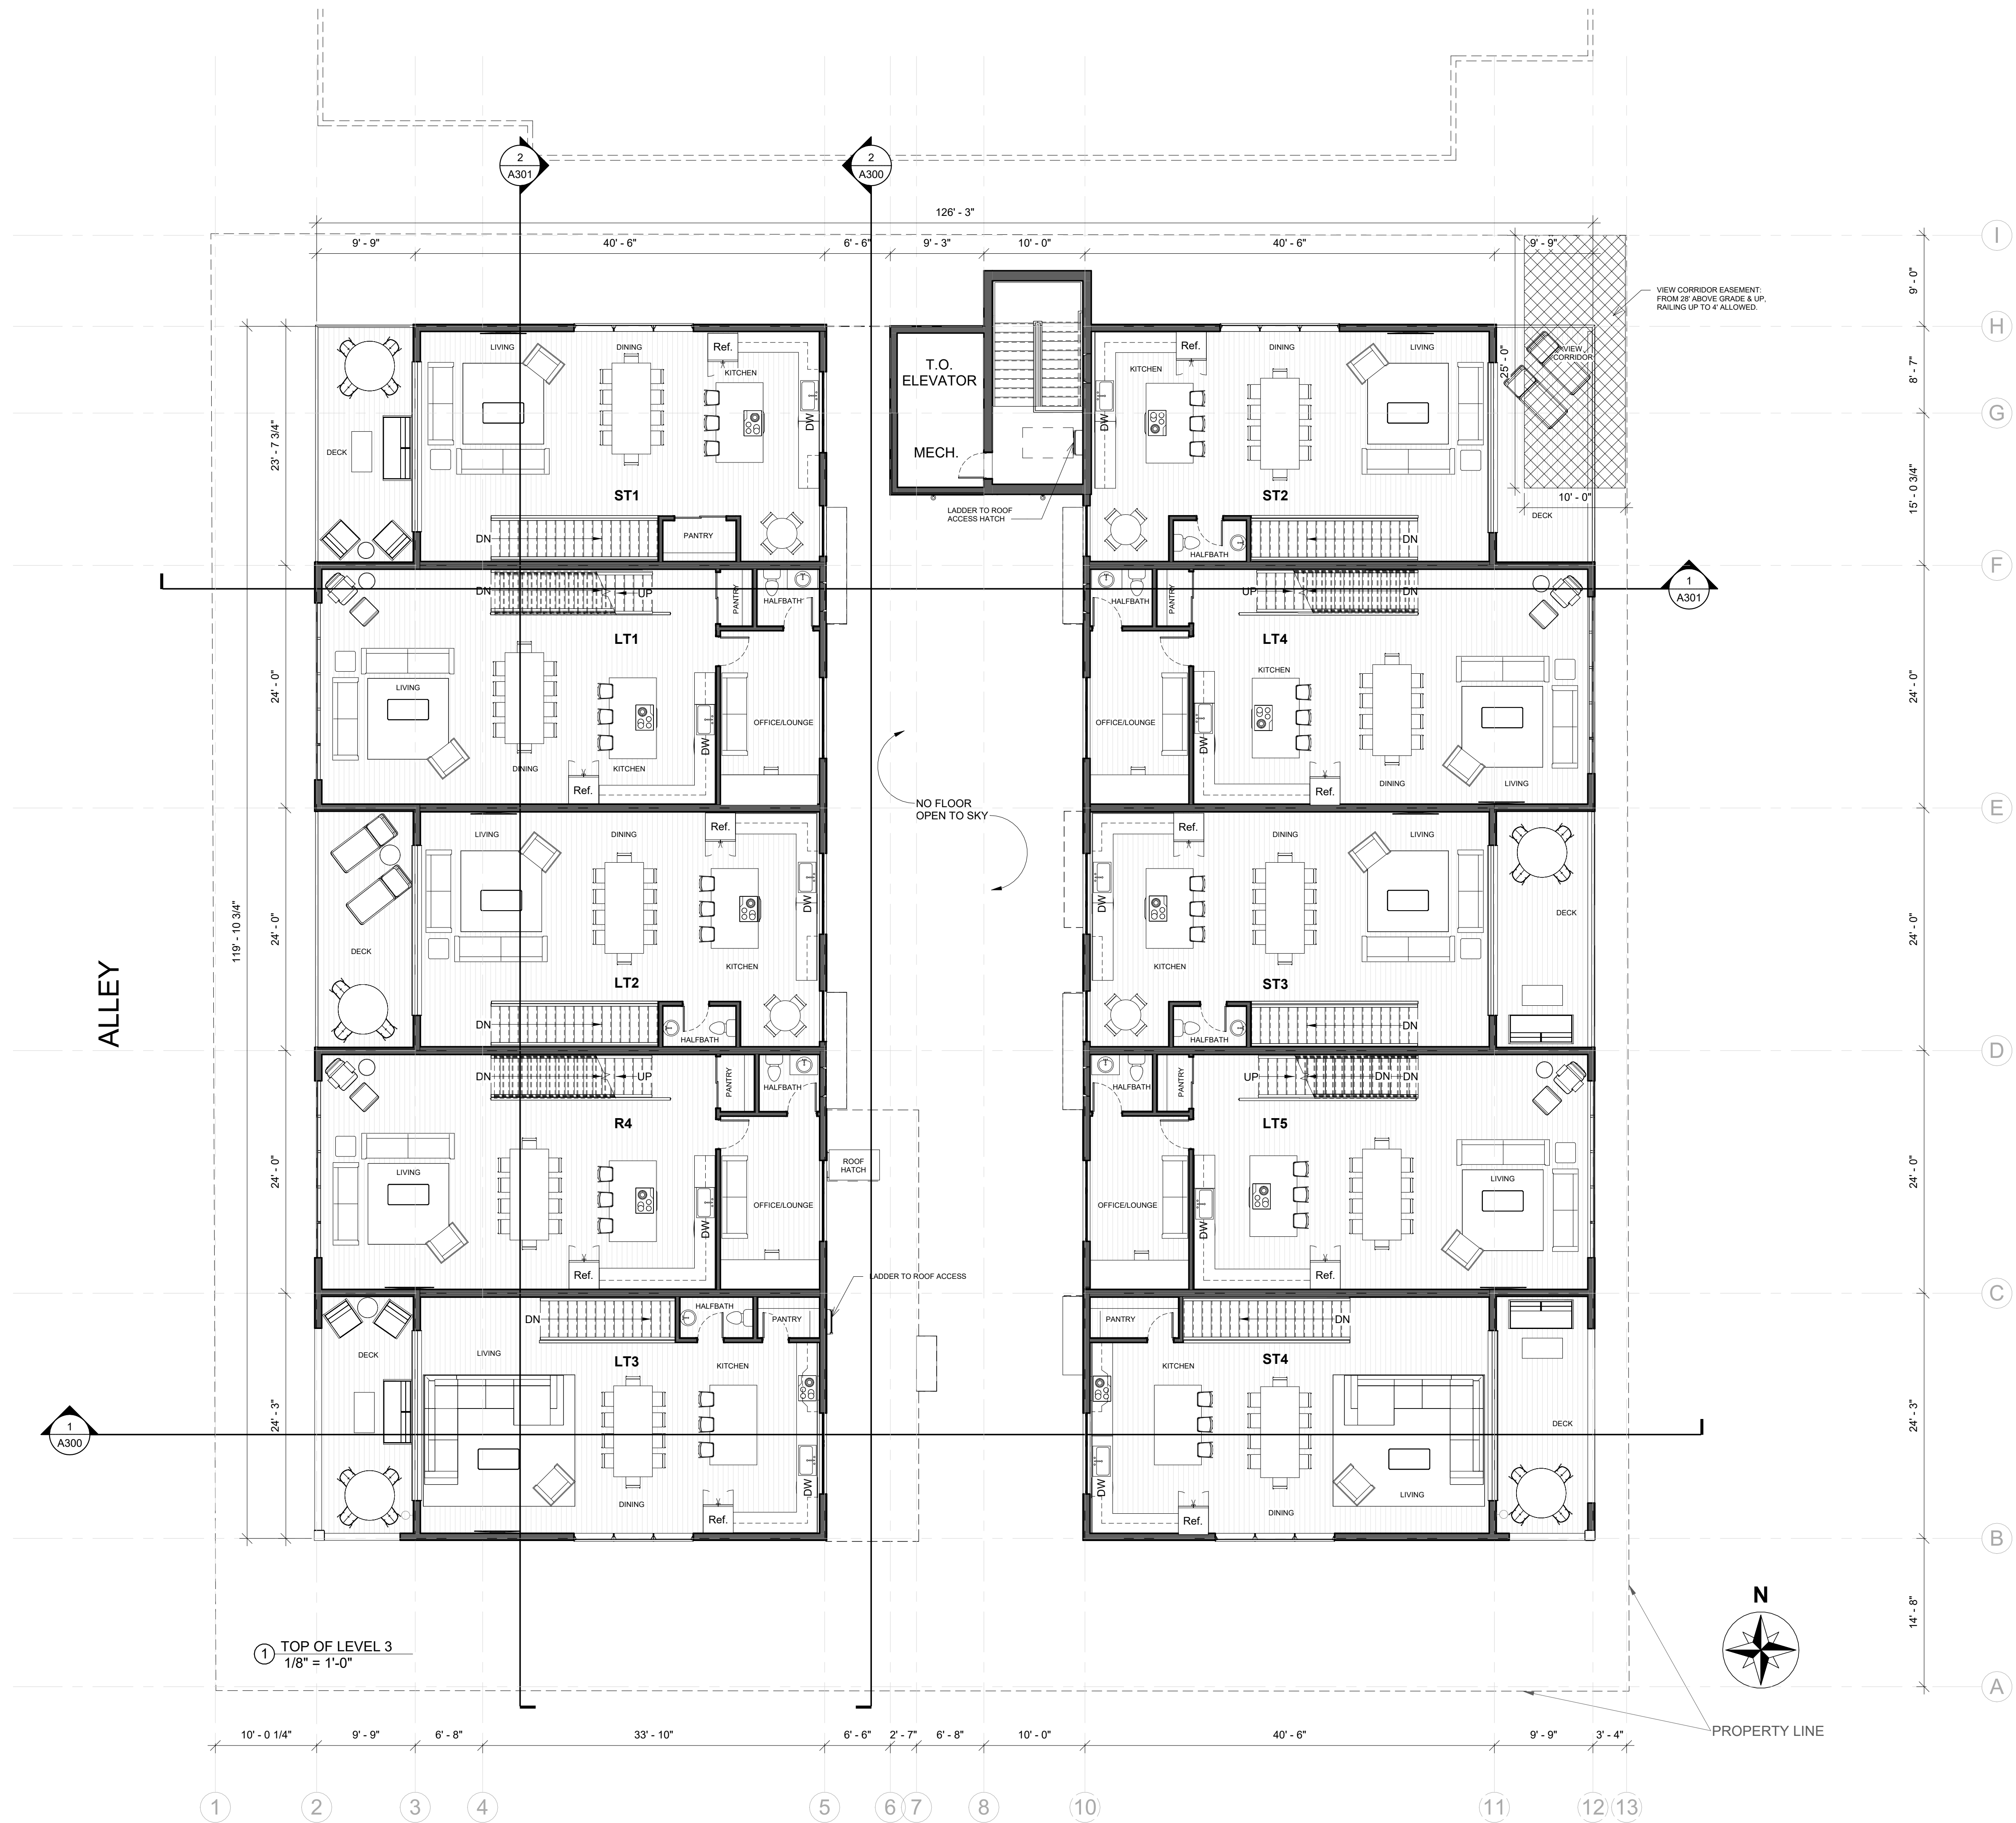 2
A301
2
A300
126' - 3"
9' - 9"
40' - 6"
6' - 6"
9' - 3"
10' - 0"
40' - 6"
9' - 9"
I
9' - 0"
VIEW CORRIDOR EASEMENT:
FROM 28' ABOVE GRADE & UP,
RAILING UP TO 4' ALLOWED.
H
LIVING
DINING
Ref.
KITCHEN
DW
DECK
ST1
DN
PANTRY
23' - 7 3/4"
T.O.
ELEVATOR
MECH.
LADDER TO ROOF
ACCESS HATCH
Ref.
DINING
LIVING
KITCHEN
DW
ST2
HALFBATH
DN
VIEW
CORRIDOR
25' - 0"
10' - 0"
DECK
8' - 7"
G
15' - 0 3/4"
F
1
A301
DN
UP
PANTRY
HALFBATH
LT1
LIVING
DINING
KITCHEN
Ref.
DW
OFFICE/LOUNGE
24' - 0"
HALFBATH
PANTRY
UP
DN
LT4
KITCHEN
OFFICE/LOUNGE
DW
Ref.
DINING
LIVING
24' - 0"
NO FLOOR
OPEN TO SKY
E
ALLEY
119' - 10 3/4"
24' - 0"
LIVING
DINING
Ref.
DW
DECK
KITCHEN
LT2
DN
HALFBATH
Ref.
DINING
LIVING
DW
DECK
KITCHEN
ST3
HALFBATH
DN
24' - 0"
D
DN
UP
PANTRY
HALFBATH
R4
LIVING
OFFICE/LOUNGE
DW
Ref.
24' - 0"
ROOF
HATCH
HALFBATH
PANTRY
UP
DN
DN
LT5
LIVING
OFFICE/LOUNGE
DW
Ref.
24' - 0"
LADDER TO ROOF ACCESS
C
DN
HALFBATH
PANTRY
DECK
LIVING
LT3
KITCHEN
DW
DINING
Ref.
24' - 3"
PANTRY
DN
ST4
KITCHEN
DECK
DW
LIVING
DINING
Ref.
24' - 3"
1
A300
B
14' - 8"
N
1
TOP OF LEVEL 3
1/8" = 1'-0"
A
PROPERTY LINE
10' - 0 1/4"
9' - 9"
6' - 8"
33' - 10"
6' - 6"
2' - 7"
6' - 8"
10' - 0"
40' - 6"
9' - 9"
3' - 4"
1
2
3
4
5
6
7
8
10
11
12
13